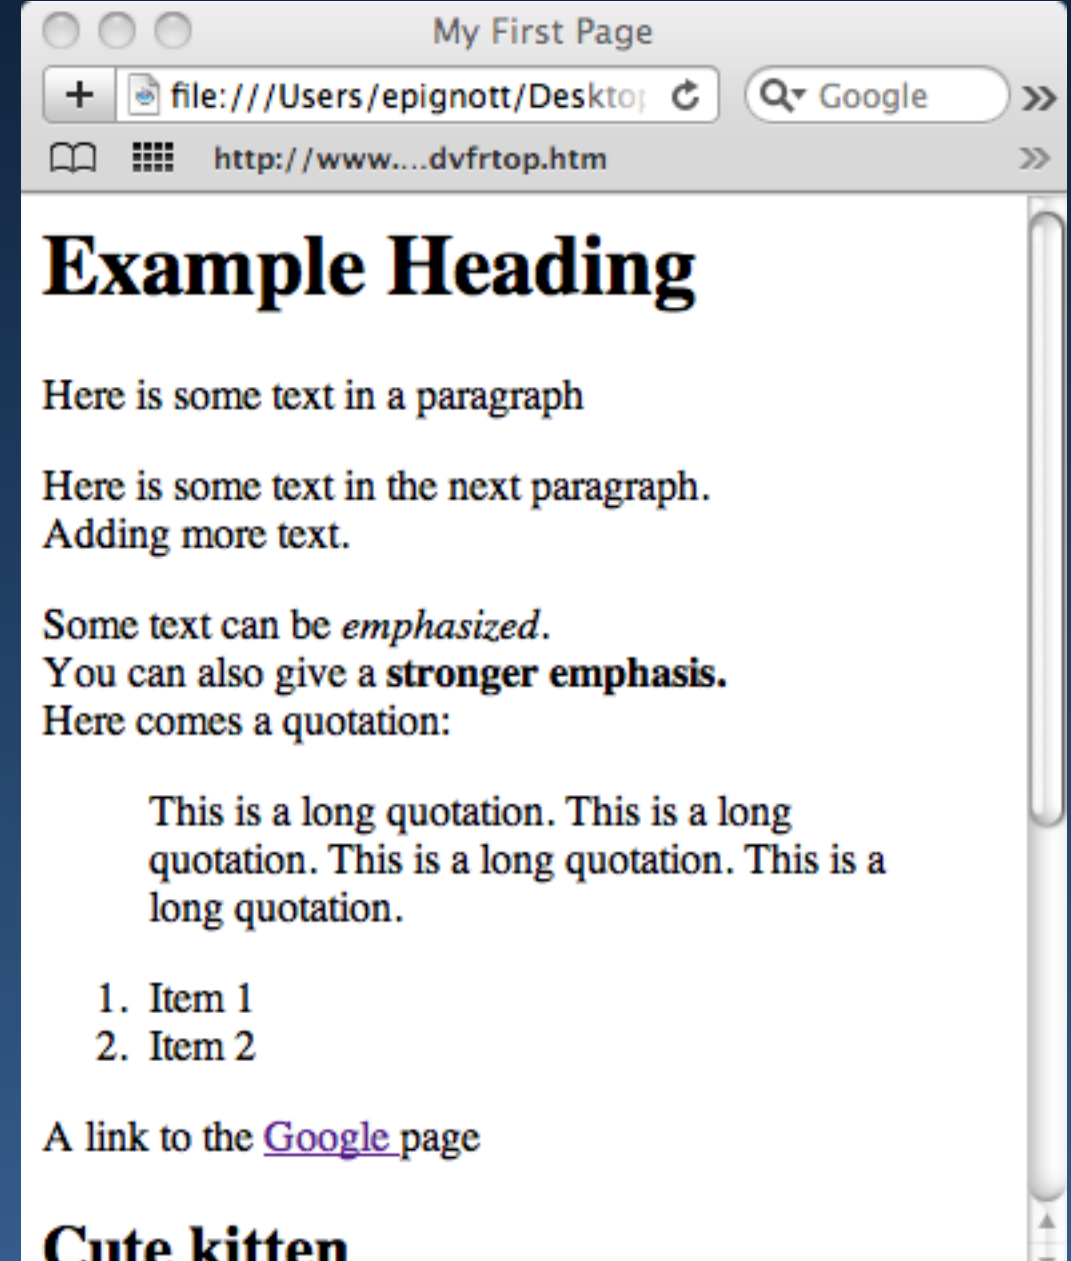 My First Page
file:///Users/epignott/Desktop
Google
http://www....dvfrtop.htm
Example Heading
Here is some text in a paragraph
Here is some text in the next paragraph.
Adding more text.
Some text can be emphasized.
You can also give a stronger emphasis.
Here comes a quotation:
This is a long quotation. This is a long
quotation. This is a long quotation. This is a
long quotation.
1. Item 1
2. Item 2
A link to the Google page
Cute kitten